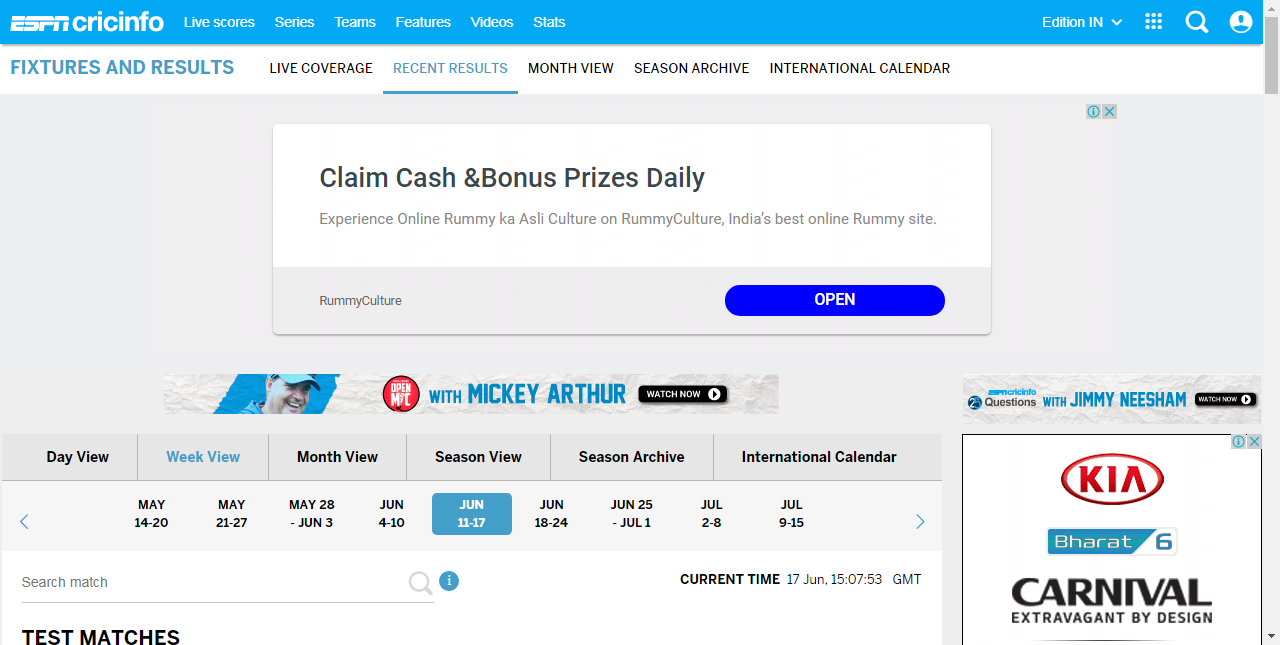 ESPN cricinfo Live scores Series Teams Features Videos Stats Edition IN
FIXTURES AND RESULTS LIVE COVERAGE RECENT RESULTS MONTH VIEW SEASON ARCHIVE INTERNATIONAL CALENDAR
Claim Cash &Bonus Prizes Daily
Experience Online Rummy ka Asli Culture on RummyCulture, India's best online Rummy site.
RummyCulture OPEN
OPEN MIC WITH MICKEY ARTHUR WATCH NOW
ESPNcricinfo
25 Questions WITH JIMMY NEESHAM WATCH NOW
Day View Week View Month View Season View Season Archive International Calendar
MAY 14-20
MAY 21-27
MAY 28 - JUN 3
JUN 4-10
JUN 11-17
JUN 18-24
JUN 25 - JUL 1
JUL 2-8
JUL 9-15
Search match i CURRENT TIME 17 Jun, 15:07:53 GMT
TEST MATCHES
KIA
Bharat 6
CARNIVAL
EXTRAVAGANT BY DESIGN